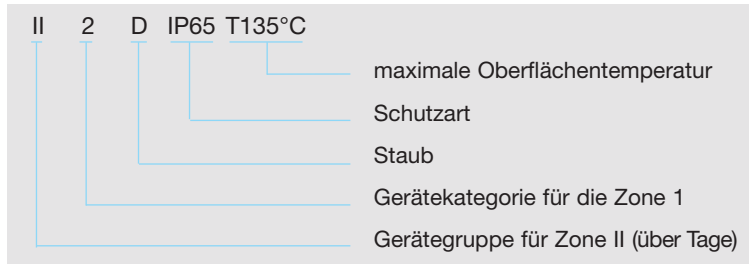 II 2 D IP65 T135°C
maximale Oberflächentemperatur
Schutzart
Staub
Gerätekategorie für die Zone 1
Gerätegruppe für Zone II (über Tage)